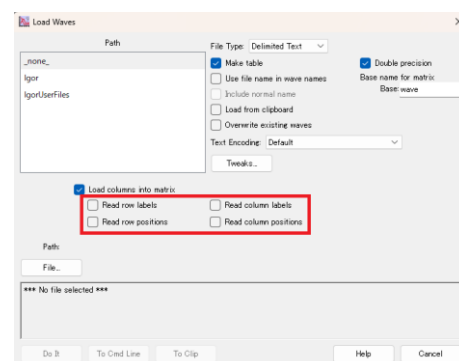 Load Waves
Path
_none_
Igor
IgorUserFiles
File Type: Delimited Text
Make table
Double precision
Use file name in wave names
Base name for matrix
Include normal name
Base: wave
Load from clipboard
Overwrite existing waves
Text Encoding: Default
Tweaks...
Load columns into matrix
Read row labels
Read column labels
Read row positions
Read column positions
Path:
File...
*** No file selected ***
Do It
To Cmd Line
To Clip
Help
Cancel